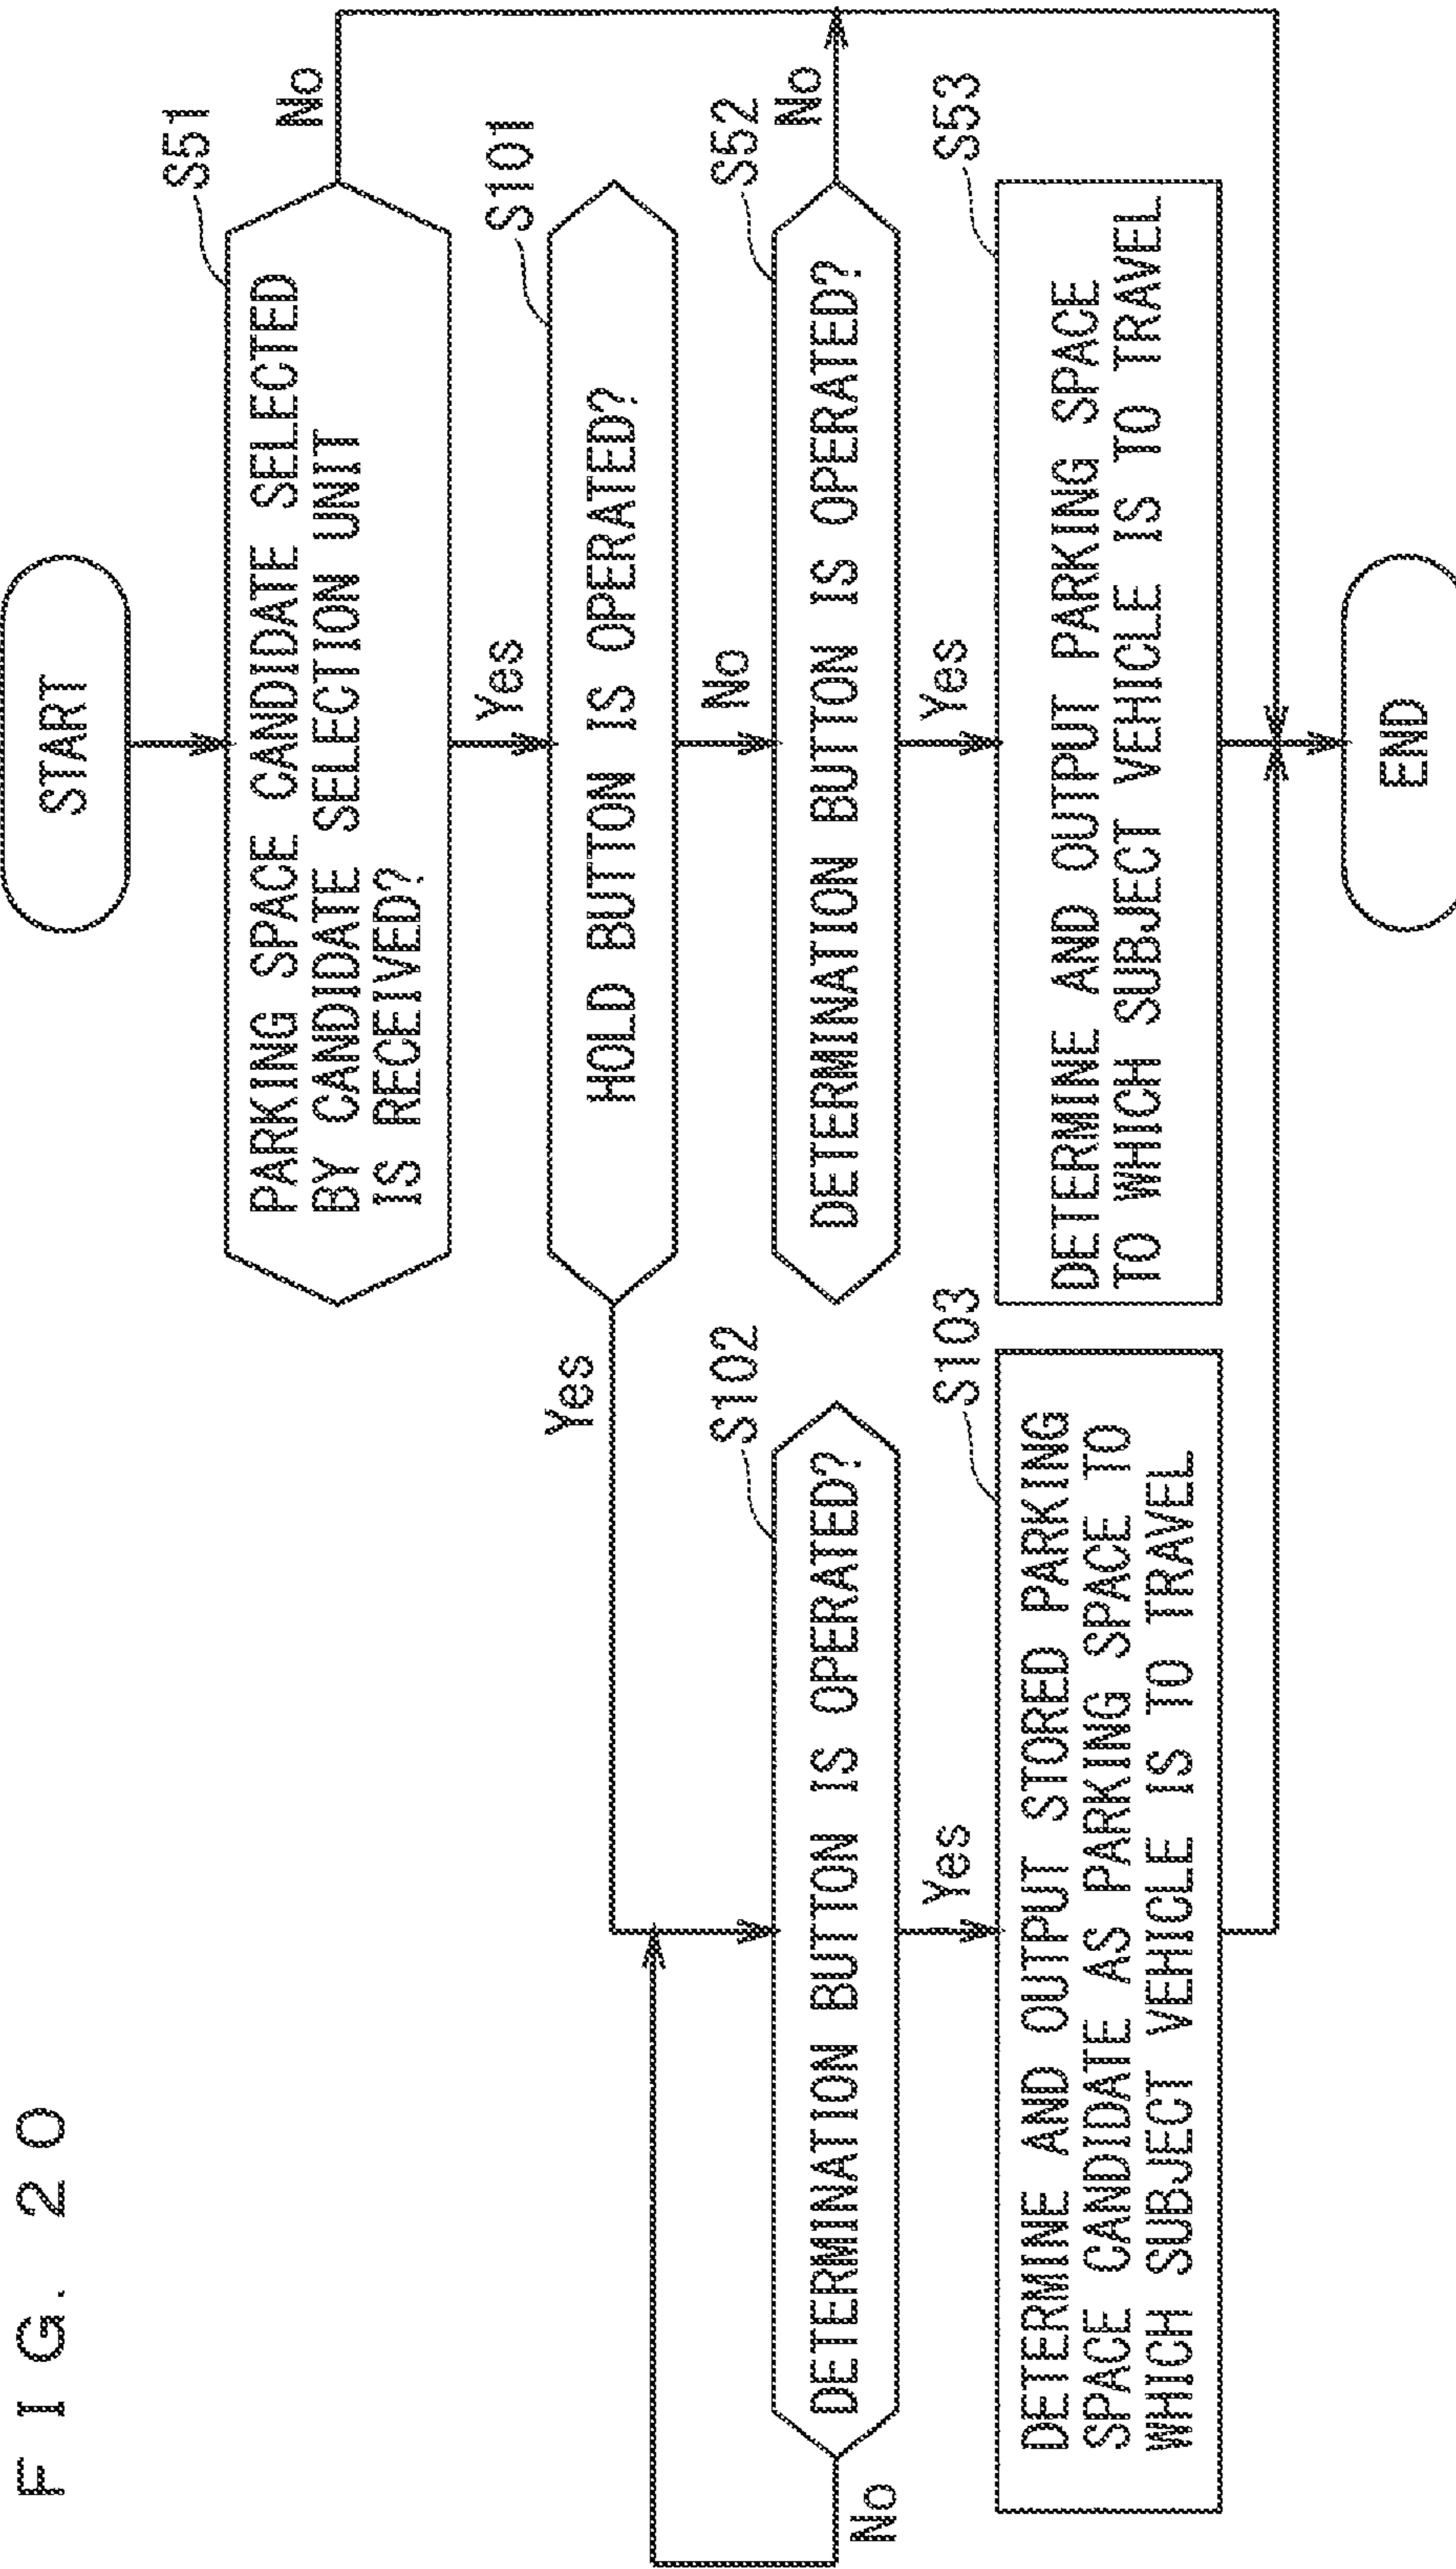 FIG. 20
START
S51
PARKING SPACE CANDIDATE SELECTED
BY CANDIDATE SELECTION UNIT
IS RECEIVED?
No
Yes
S101
HOLD BUTTON IS OPERATED?
Yes
No
S102
DETERMINATION BUTTON IS OPERATED?
No
Yes
S52
DETERMINATION BUTTON IS OPERATED?
No
Yes
S103
DETERMINE AND OUTPUT STORED PARKING
SPACE CANDIDATE AS PARKING SPACE TO
WHICH SUBJECT VEHICLE IS TO TRAVEL
S53
DETERMINE AND OUTPUT PARKING SPACE
TO WHICH SUBJECT VEHICLE IS TO TRAVEL
END